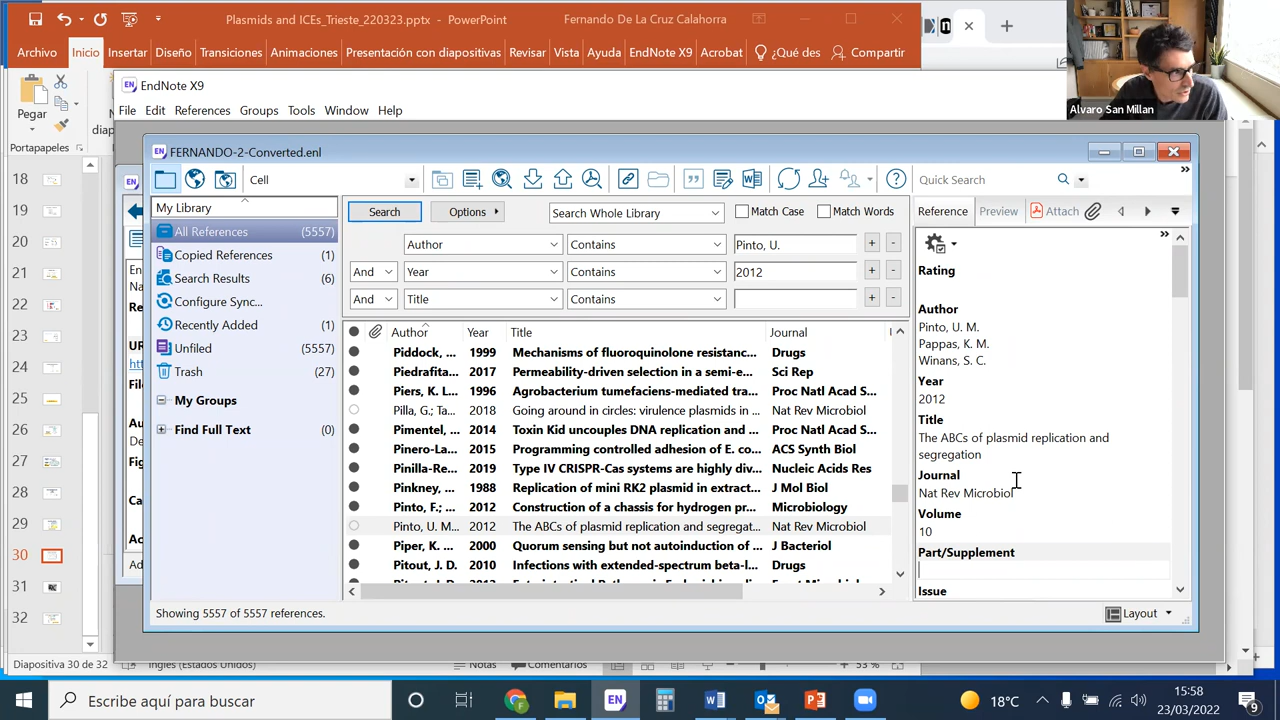 Plasmids and ICEs_Trieste_220323.pptx - PowerPoint
Fernando De La Cruz Calahorra
Archivo Inicio Insertar Diseño Transiciones Animaciones Presentación con diapositivas Revisar Vista Ayuda EndNote X9 Acrobat ¿Qué des Compartir
Alvaro San Millan
Pegar
Portapapeles
EN EndNote X9
File Edit References Groups Tools Window Help
EN FERNANDO-2-Converted.enl
Cell
Quick Search
My Library
All References (5557)
Copied References (1)
Search Results (6)
Configure Sync...
Recently Added (1)
Unfiled (5557)
Trash (27)
My Groups
Find Full Text (0)
Search Options Search Whole Library Match Case Match Words
Author Contains Pinto, U. + -
And Year Contains 2012 + -
And Title Contains + -
Author Year Title Journal
Piddock, ... 1999 Mechanisms of fluoroquinolone resistanc... Drugs
Piedrafita... 2017 Permeability-driven selection in a semi-e... Sci Rep
Piers, K. L... 1996 Agrobacterium tumefaciens-mediated tra... Proc Natl Acad S...
Pilla, G.; Ta... 2018 Going around in circles: virulence plasmids in ... Nat Rev Microbiol
Pimentel, ... 2014 Toxin Kid uncouples DNA replication and ... Proc Natl Acad S...
Pinero-La... 2015 Programming controlled adhesion of E. co... ACS Synth Biol
Pinilla-Re... 2019 Type IV CRISPR-Cas systems are highly div... Nucleic Acids Res
Pinkney, ... 1988 Replication of mini RK2 plasmid in extract... J Mol Biol
Pinto, F.; ... 2012 Construction of a chassis for hydrogen pr... Microbiology
Pinto, U. M... 2012 The ABCs of plasmid replication and segregat... Nat Rev Microbiol
Piper, K. ... 2000 Quorum sensing but not autoinduction of ... J Bacteriol
Pitout, J. D... 2010 Infections with extended-spectrum beta-l... Drugs
Reference Preview Attach
Rating
Author
Pinto, U. M.
Pappas, K. M.
Winans, S. C.
Year
2012
Title
The ABCs of plasmid replication and
segregation
Journal
Nat Rev Microbiol
Volume
10
Part/Supplement
Issue
Showing 5557 of 5557 references.
Layout
18
19
20
21
22
23
24
25
26
27
28
29
30
31
32
Diapositiva 30 de 32
Inglés (Estados Unidos)
Notas
Comentarios
53 %
Escribe aquí para buscar
EN
18°C
15:58
23/03/2022
9